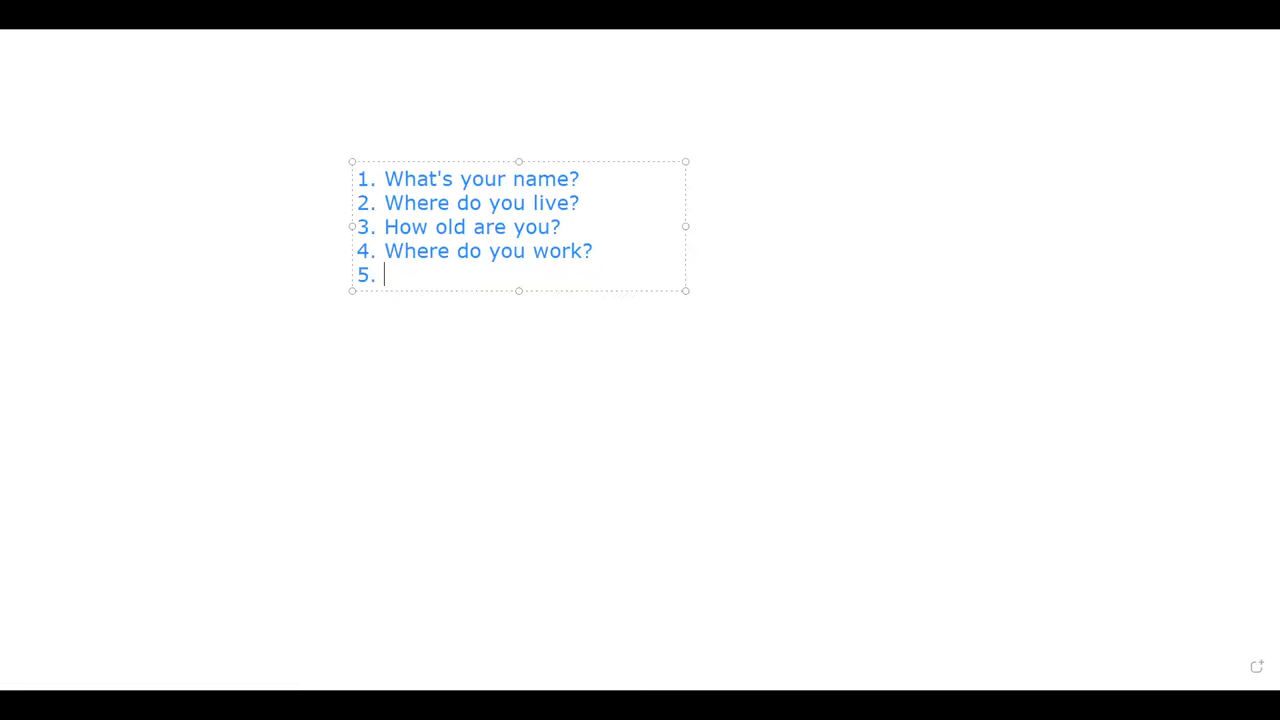 1. What's your name?
2. Where do you live?
3. How old are you?
4. Where do you work?
5.